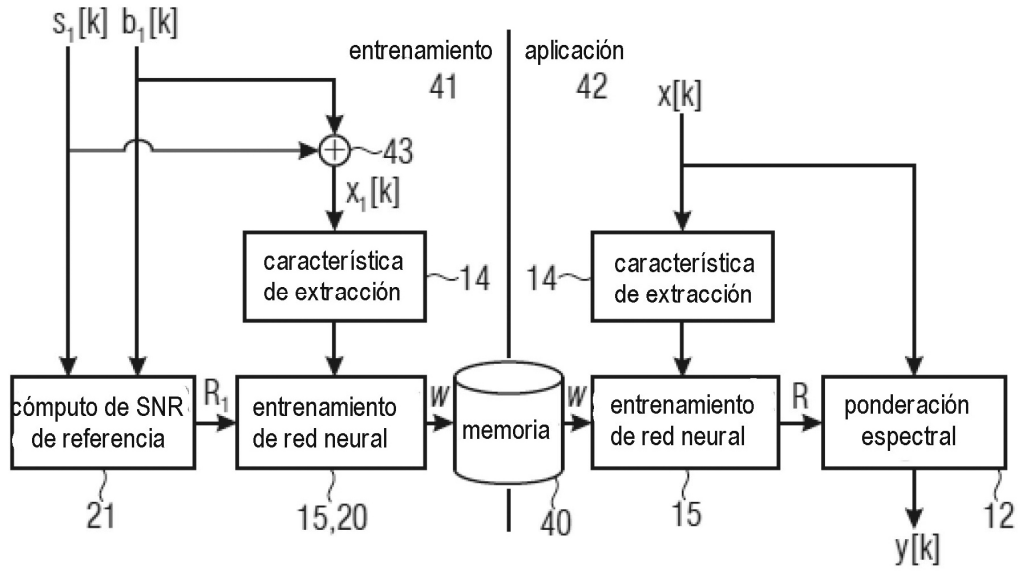 s₁[k] b₁[k]
entrenamiento
41
aplicación
42
x[k]
43
x₁[k]
característica
de extracción
14
14
característica
de extracción
cómputo de SNR
de referencia
R₁
entrenamiento
de red neural
w
memoria
w
entrenamiento
de red neural
R
ponderación
espectral
21
15,20
40
15
12
y[k]